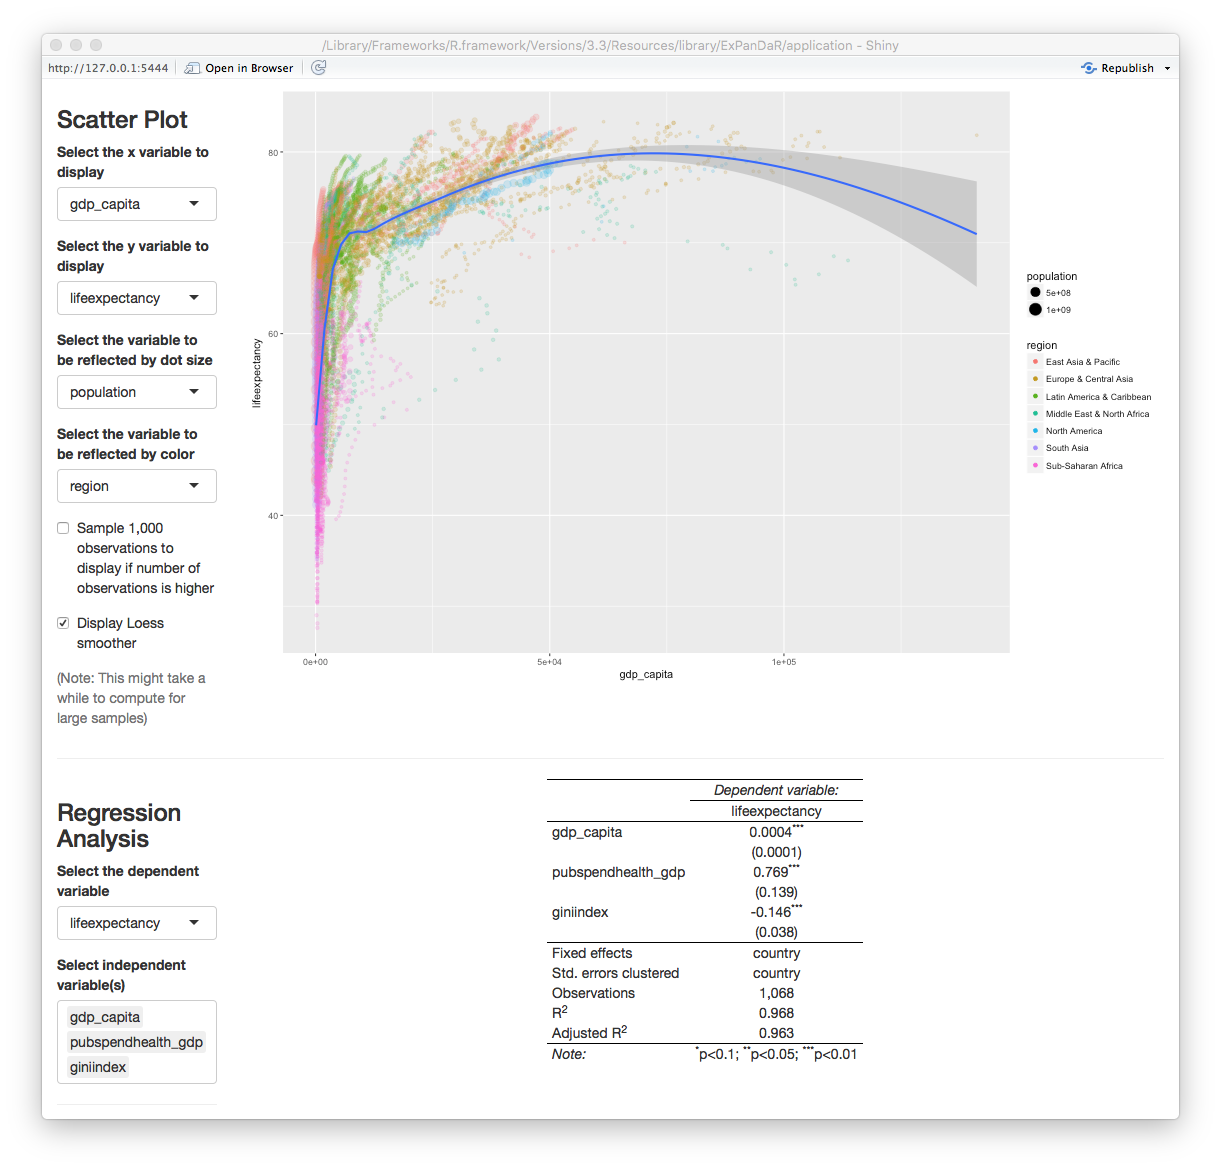 /Library/Frameworks/R.framework/Versions/3.3/Resources/library/ExPanDaR/application - Shiny
http://127.0.0.1:5444
Open in Browser
Republish
Scatter Plot
Select the x variable to
display
gdp_capita
Select the y variable to
display
lifeexpectancy
Select the variable to
be reflected by dot size
population
Select the variable to
be reflected by color
region
Sample 1,000
observations to
display if number of
observations is higher
Display Loess
smoother
(Note: This might take a
while to compute for
large samples)
lifeexpectancy
80
60
40
0e+00
5e+04
1e+05
gdp_capita
population
5e+08
1e+09
region
East Asia & Pacific
Europe & Central Asia
Latin America & Caribbean
Middle East & North Africa
North America
South Asia
Sub-Saharan Africa
Regression
Analysis
Select the dependent
variable
lifeexpectancy
Select independent
variable(s)
gdp_capita
pubspendhealth_gdp
giniindex
Dependent variable:
lifeexpectancy
gdp_capita 0.0004***
(0.0001)
pubspendhealth_gdp 0.769***
(0.139)
giniindex -0.146***
(0.038)
Fixed effects country
Std. errors clustered country
Observations 1,068
R2 0.968
Adjusted R2 0.963
Note: *p<0.1; **p<0.05; ***p<0.01